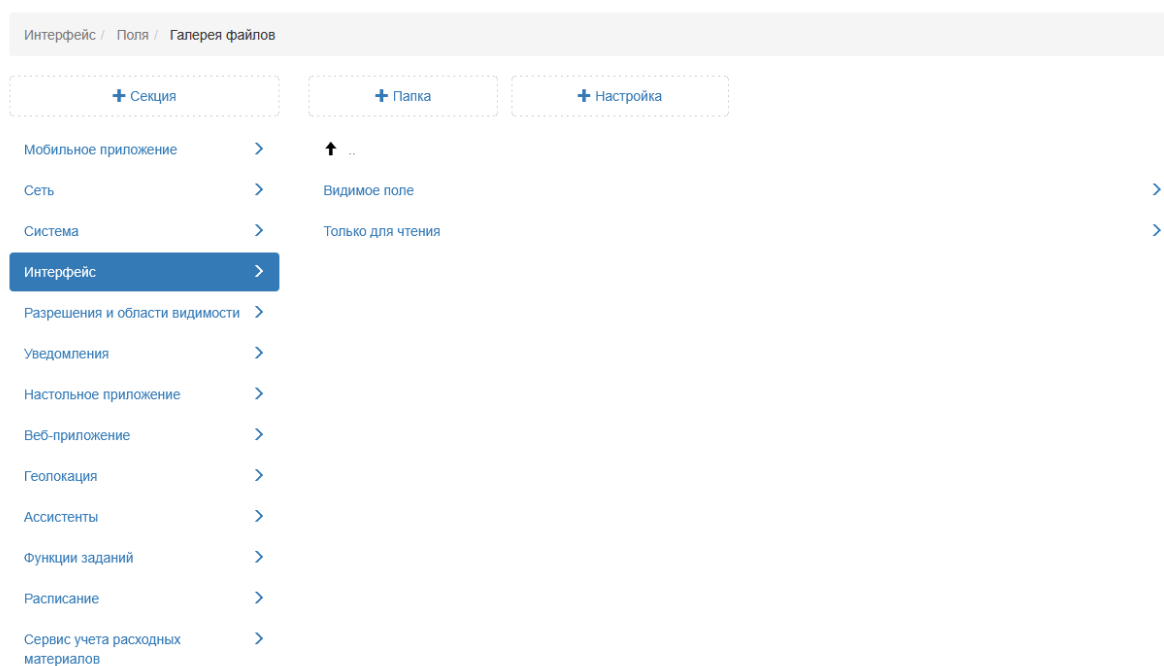 Интерфейс / Поля / Галерея файлов
+ Секция
+ Папка
+ Настройка
Мобильное приложение
Сеть
Система
Интерфейс
Разрешения и области видимости
Уведомления
Настольное приложение
Веб-приложение
Геолокация
Ассистенты
Функции заданий
Расписание
Сервис учета расходных
материалов
..
Видимое поле
Только для чтения